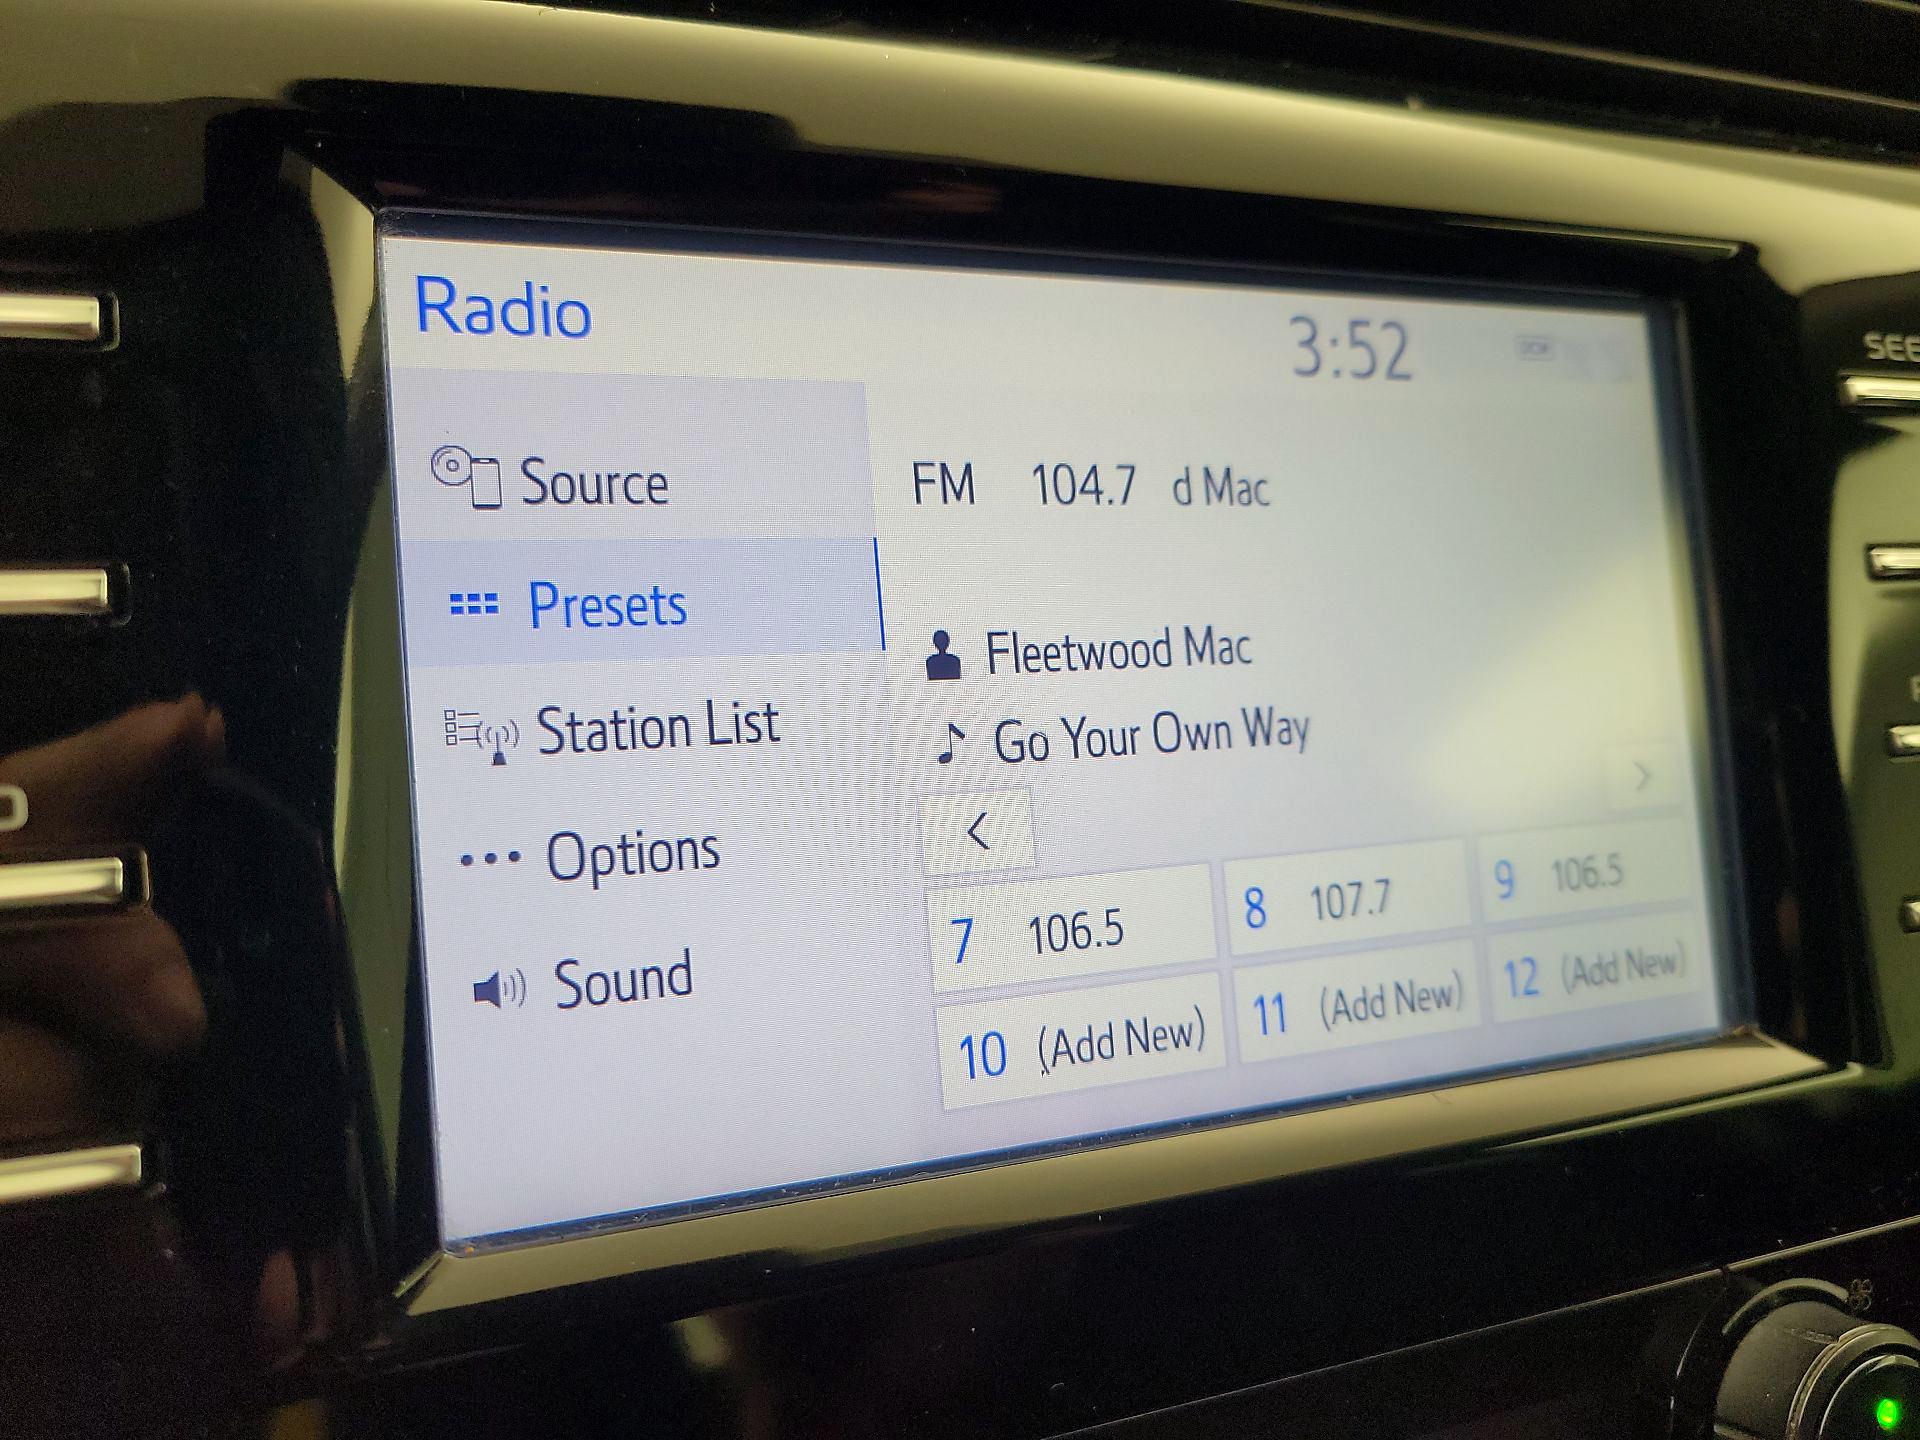 Radio
3:52
DCM
Source
FM 104.7 d Mac
Presets
Fleetwood Mac
Station List
Go Your Own Way
<
>
Options
7 106.5
8 107.7
9 106.5
Sound
10 (Add New)
11 (Add New)
12 (Add New)